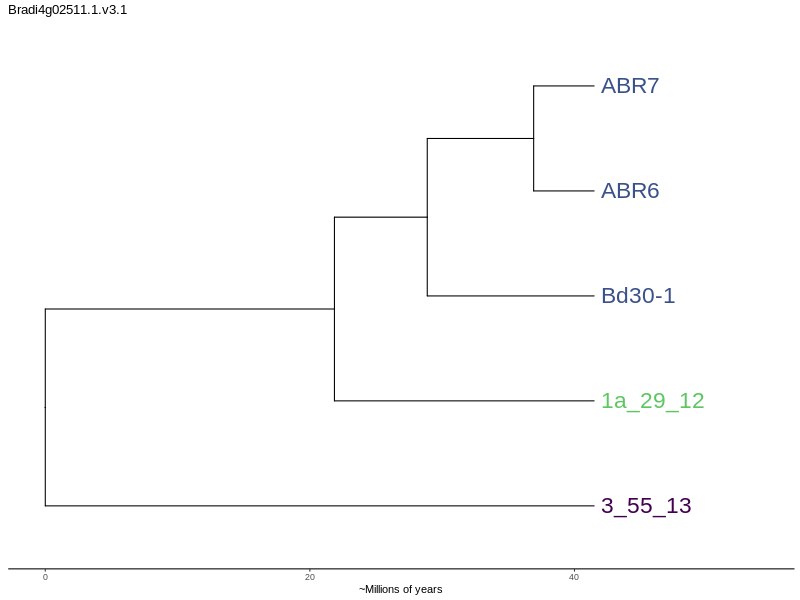 Bradi4g02511.1.v3.1
ABR7
ABR6
Bd30-1
1a_29_12
3_55_13
0 20 40
~Millions of years